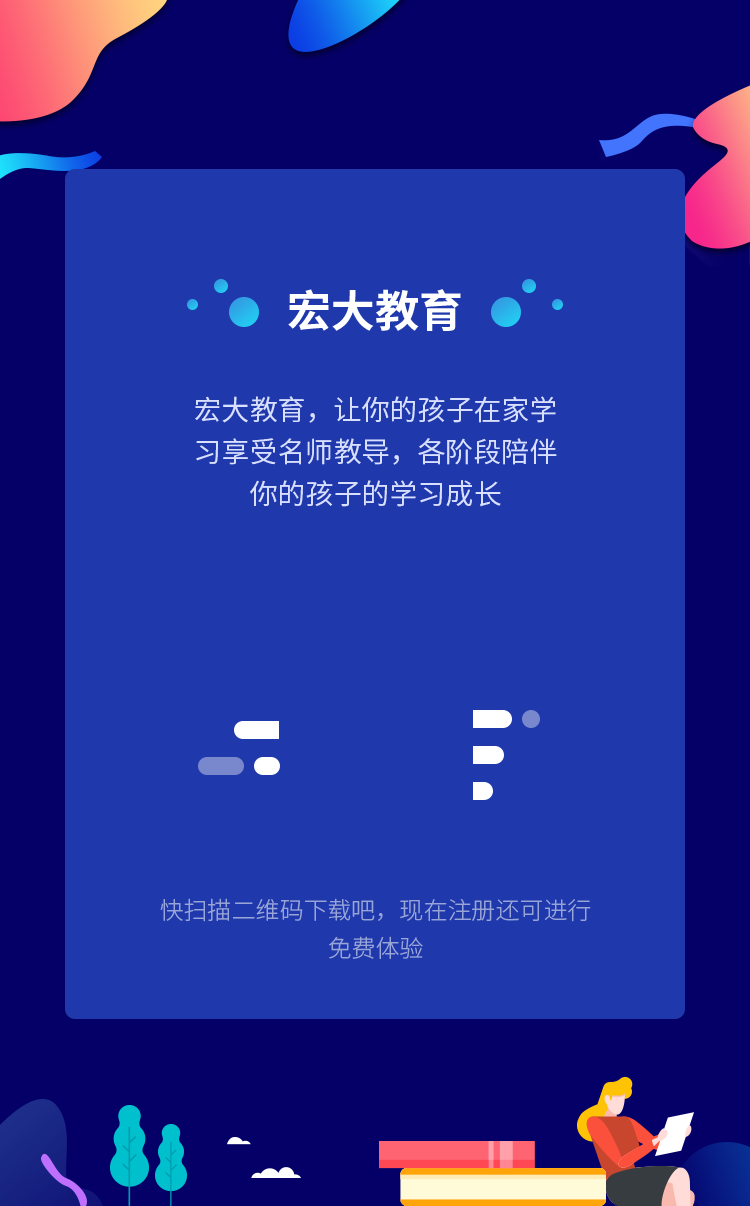 宏大教育
宏大教育，让你的孩子在家学
习享受名师教导，各阶段陪伴
你的孩子的学习成长
快扫描二维码下载吧，现在注册还可进行
免费体验